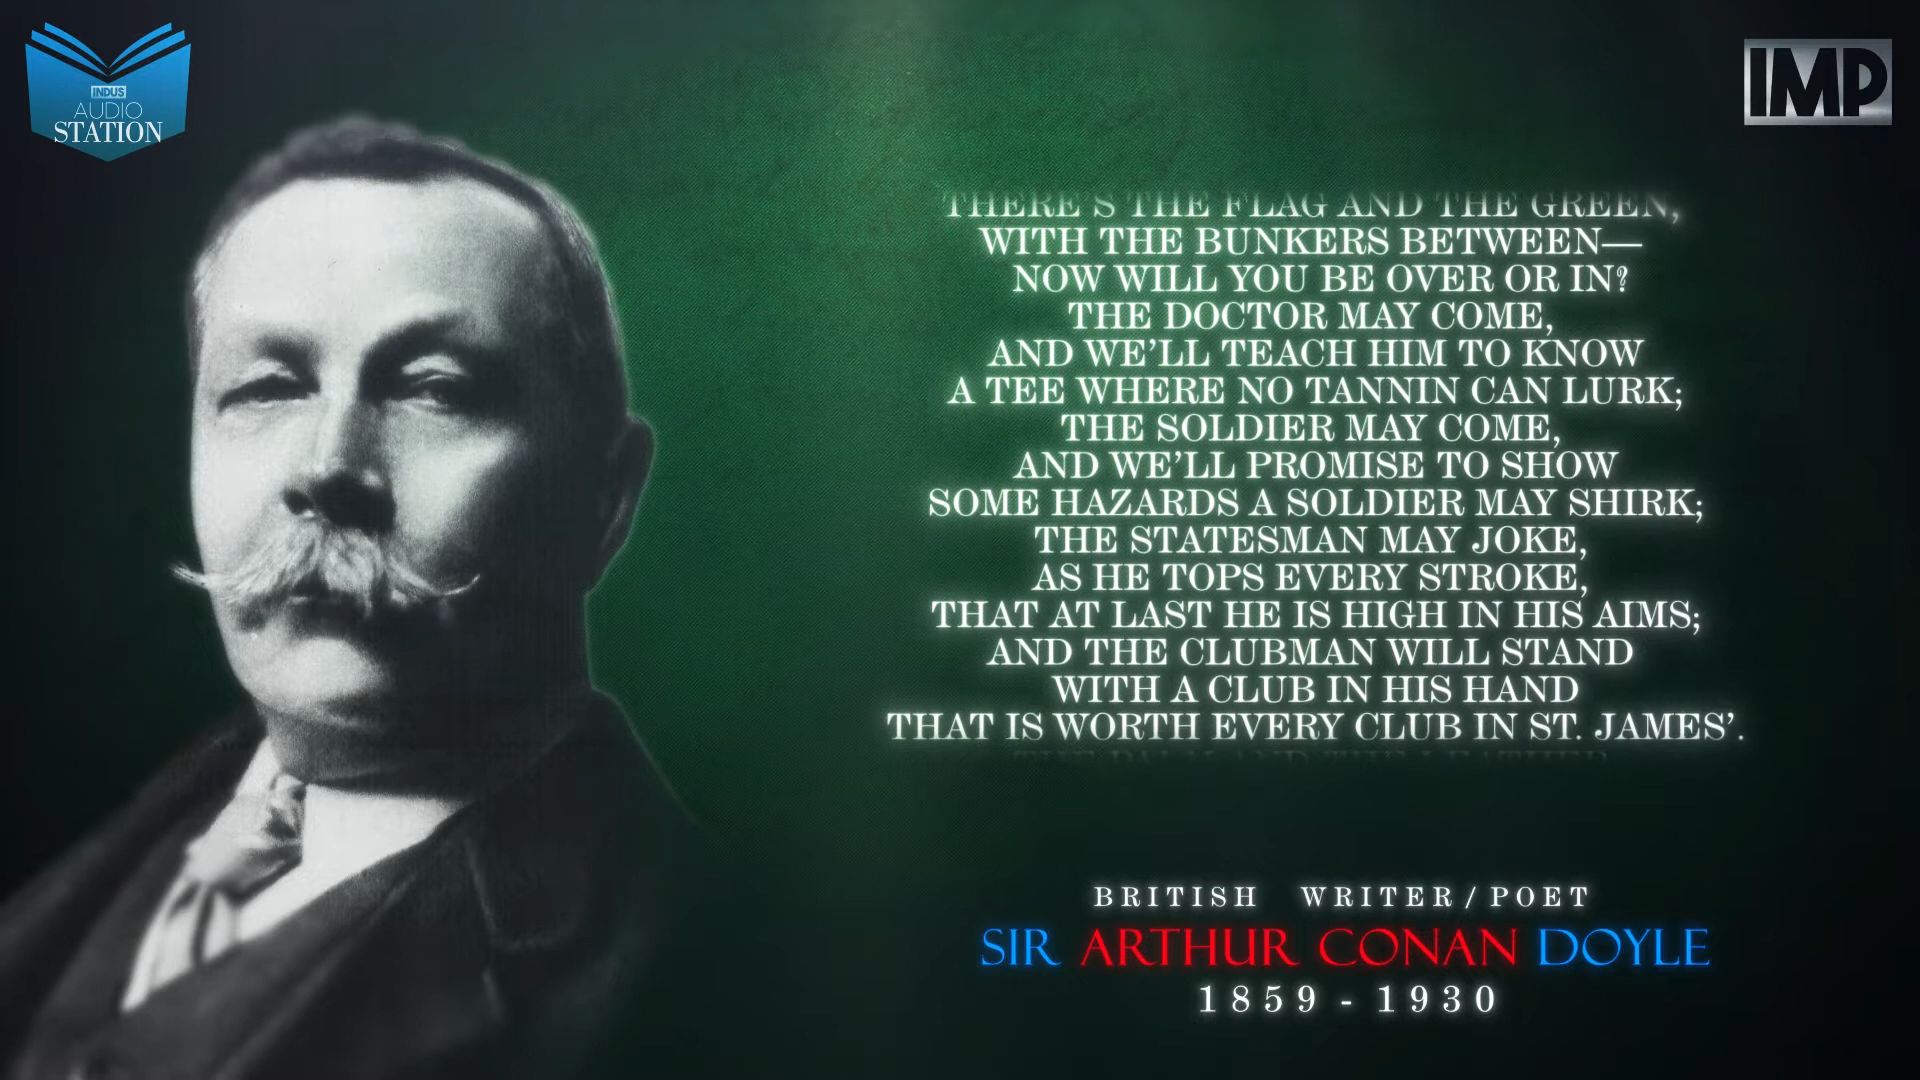 INDUS
AUDIO
STATION
IMP
THERE'S THE FLAG AND THE GREEN,
WITH THE BUNKERS BETWEEN—
NOW WILL YOU BE OVER OR IN?
THE DOCTOR MAY COME,
AND WE'LL TEACH HIM TO KNOW
A TEE WHERE NO TANNIN CAN LURK;
THE SOLDIER MAY COME,
AND WE'LL PROMISE TO SHOW
SOME HAZARDS A SOLDIER MAY SHIRK;
THE STATESMAN MAY JOKE,
AS HE TOPS EVERY STROKE,
THAT AT LAST HE IS HIGH IN HIS AIMS;
AND THE CLUBMAN WILL STAND
WITH A CLUB IN HIS HAND
THAT IS WORTH EVERY CLUB IN ST. JAMES'.
BRITISH WRITER/POET
SIR ARTHUR CONAN DOYLE
1859 - 1930